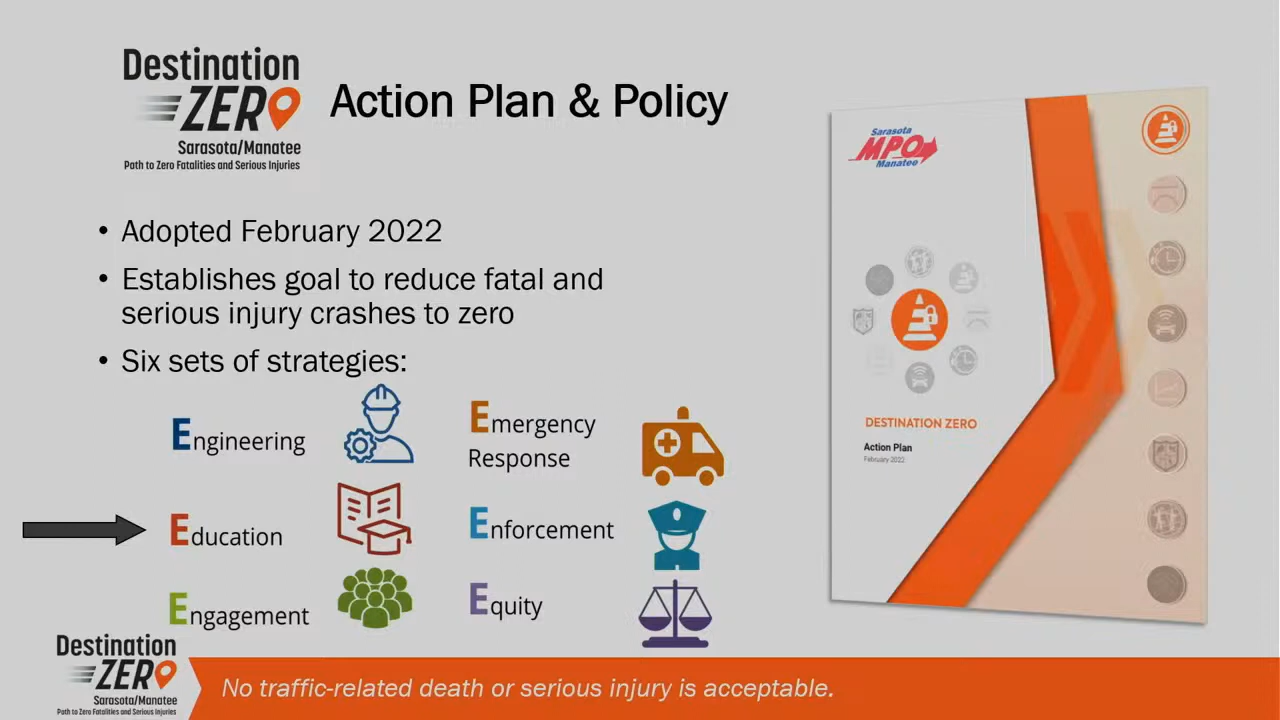 Destination
ZERO
Sarasota/Manatee
Path to Zero Fatalities and Serious Injuries
Action Plan & Policy
• Adopted February 2022
• Establishes goal to reduce fatal and
serious injury crashes to zero
• Six sets of strategies:
Engineering
Emergency
Response
Education
Enforcement
Engagement
Equity
Sarasota
MPO
Manatee
DESTINATION ZERO
Action Plan
February 2022
Destination
ZERO
Sarasota/Manatee
Path to Zero Fatalities and Serious Injuries
No traffic-related death or serious injury is acceptable.